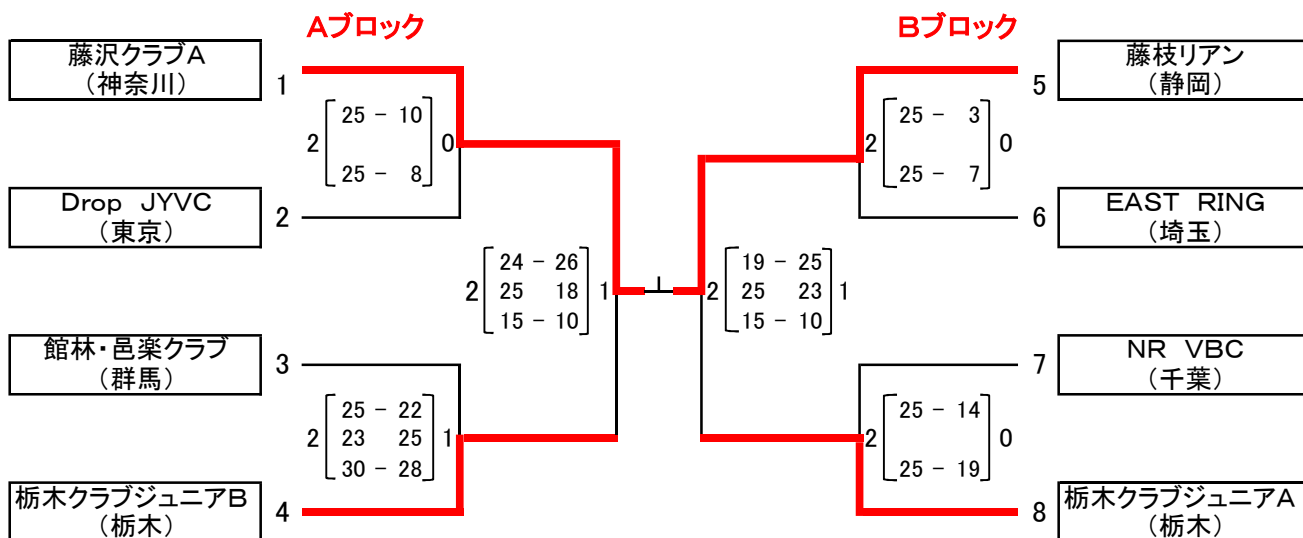 Aブロック
Bブロック
藤沢クラブA
（神奈川）
1
藤枝リアン
（静岡）
5
2
25 - 10
25 - 8
0
2
25 - 3
25 - 7
0
Drop JYVC
（東京）
2
EAST RING
（埼玉）
6
2
24 - 26
25 18
15 - 10
1
2
19 - 25
25 23
15 - 10
1
館林・邑楽クラブ
（群馬）
3
NR VBC
（千葉）
7
2
25 - 22
23 25
30 - 28
1
2
25 - 14
25 - 19
0
栃木クラブジュニアB
（栃木）
4
栃木クラブジュニアA
（栃木）
8